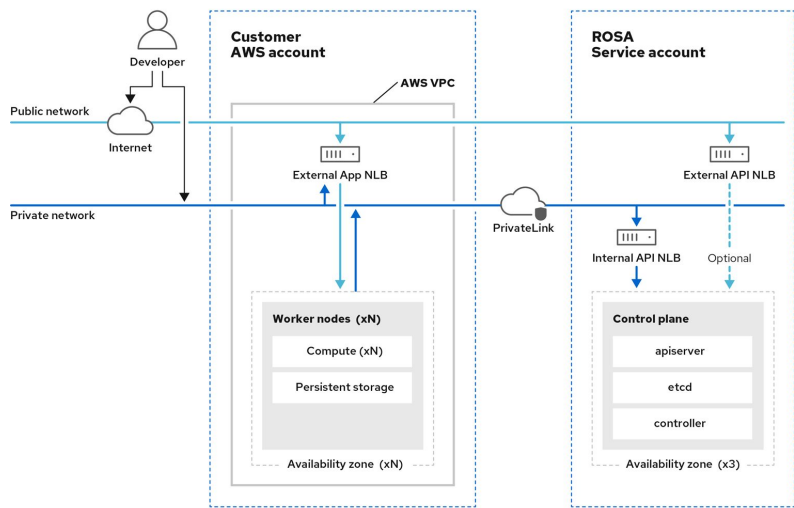 Customer
AWS account
ROSA
Service account
Developer
AWS VPC
Public network
Internet
External App NLB
External API NLB
Private network
PrivateLink
Internal API NLB
Optional
Worker nodes (xN)
Compute (xN)
Persistent storage
Availability zone (xN)
Control plane
apiserver
etcd
controller
Availability zone (x3)